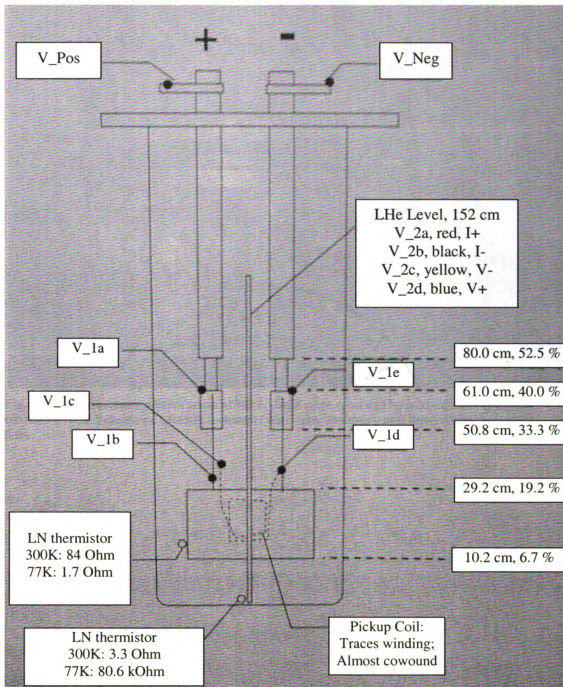 + -
V_Pos
V_Neg
LHe Level, 152 cm
V_2a, red, I+
V_2b, black, I-
V_2c, yellow, V-
V_2d, blue, V+
V_1a
V_1e
V_1c
V_1b
V_1d
80.0 cm, 52.5 %
61.0 cm, 40.0 %
50.8 cm, 33.3 %
29.2 cm, 19.2 %
10.2 cm, 6.7 %
LN thermistor
300K: 84 Ohm
77K: 1.7 Ohm
LN thermistor
300K: 3.3 Ohm
77K: 80.6 kOhm
Pickup Coil:
Traces winding;
Almost cowound